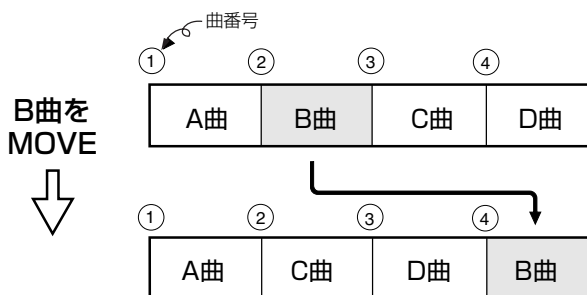 曲番号
① ② ③ ④
B曲を
MOVE
A曲 B曲 C曲 D曲
① ② ③ ④
A曲 C曲 D曲 B曲